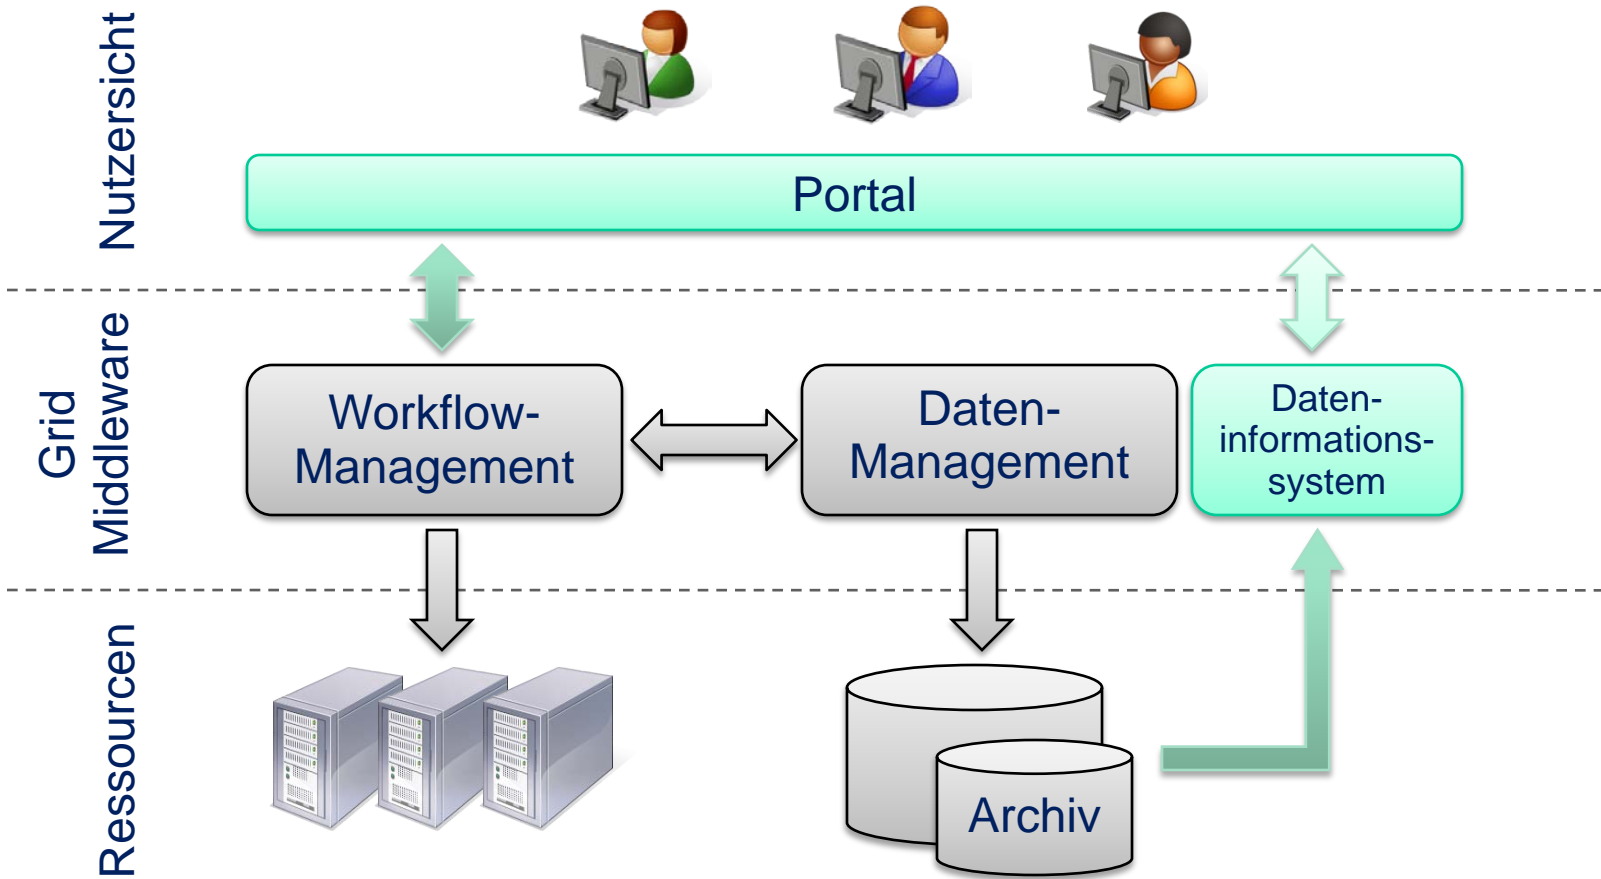 Nutzersicht
Portal
Grid
Middleware
Workflow-
Management
Daten-
Management
Daten-
informations-
system
Ressourcen
Archiv